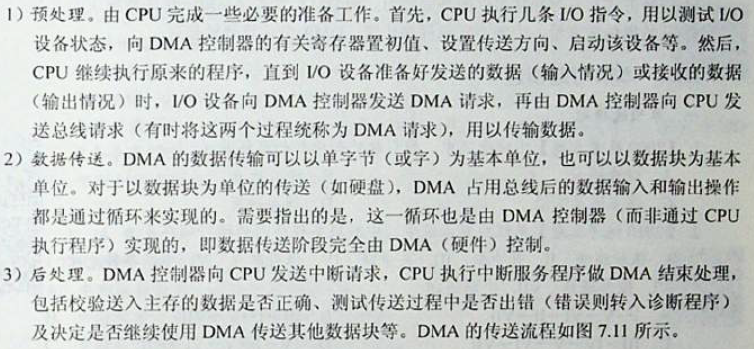 1）预处理。由 CPU 完成一些必要的准备工作。首先，CPU 执行几条 I/O 指令，用以测试 I/O
设备状态，向 DMA 控制器的有关寄存器置初值、设置传送方向、启动该设备等。然后，
CPU 继续执行原来的程序，直到 I/O 设备准备好发送的数据（输入情况）或接收的数据
（输出情况）时，I/O 设备向 DMA 控制器发送 DMA 请求，再由 DMA 控制器向 CPU 发
送总线请求（有时将这两个过程统称为 DMA 请求），用以传输数据。
2）数据传送。DMA 的数据传输可以以单字节（或字）为基本单位，也可以以数据块为基本
单位。对于以数据块为单位的传送（如硬盘），DMA 占用总线后的数据输入和输出操作
都是通过循环来实现的。需要指出的是，这一循环也是由 DMA 控制器（而非通过 CPU
执行程序）实现的，即数据传送阶段完全由 DMA（硬件）控制。
3）后处理。DMA 控制器向 CPU 发送中断请求，CPU 执行中断服务程序做 DMA 结束处理，
包括校验送入主存的数据是否正确、测试传送过程中是否出错（错误则转入诊断程序）
及决定是否继续使用 DMA 传送其他数据块等。DMA 的传送流程如图 7.11 所示。